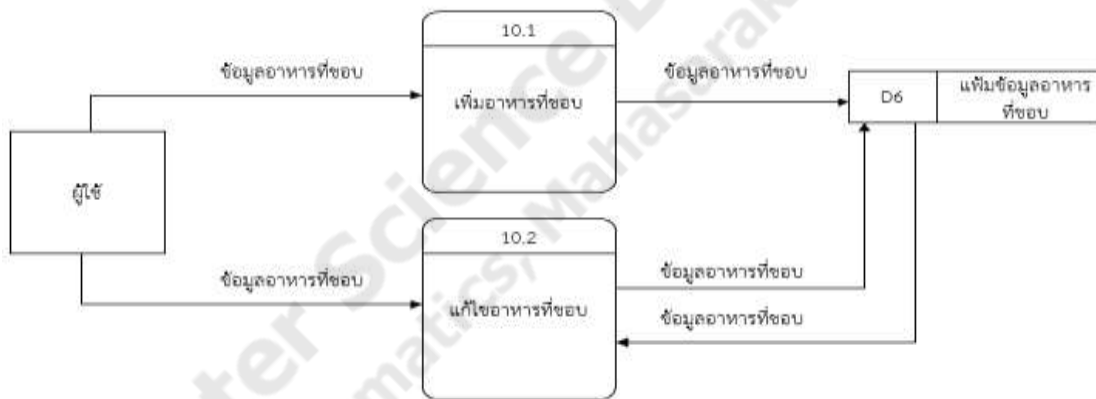 10.1
ข้อมูลอาหารที่ชอบ
ข้อมูลอาหารที่ชอบ
เพิ่มอาหารที่ชอบ
D6
แฟ้มข้อมูลอาหาร
ที่ชอบ
ผู้ใช้
10.2
ข้อมูลอาหารที่ชอบ
ข้อมูลอาหารที่ชอบ
แก้ไขอาหารที่ชอบ
ข้อมูลอาหารที่ชอบ
ter Science D
matics, Mahasarak